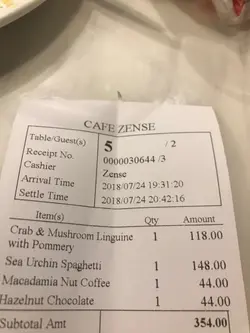 CAFE ZENSE
Table/Guest(s) 5 / 2
Receipt No. 0000030644 /3
Cashier Zense
Arrival Time 2018/07/24 19:31:20
Settle Time 2018/07/24 20:42:16
Item(s) Qty Amount
Crab & Mushroom Linguine 1 118.00
with Pommery
Sea Urchin Spaghetti 1 148.00
Macadamia Nut Coffee 1 44.00
Hazelnut Chocolate 1 44.00
Subtotal Amt 354.00